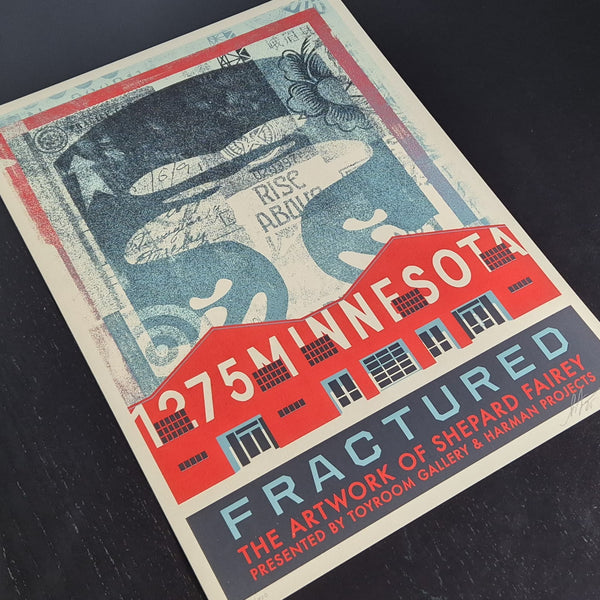 RISE
ABOVE
1275MINNESOTA
FRACTURED
THE ARTWORK OF SHEPARD FAIREY
PRESENTED BY TOYROOM GALLERY & HARMAN PROJECTS